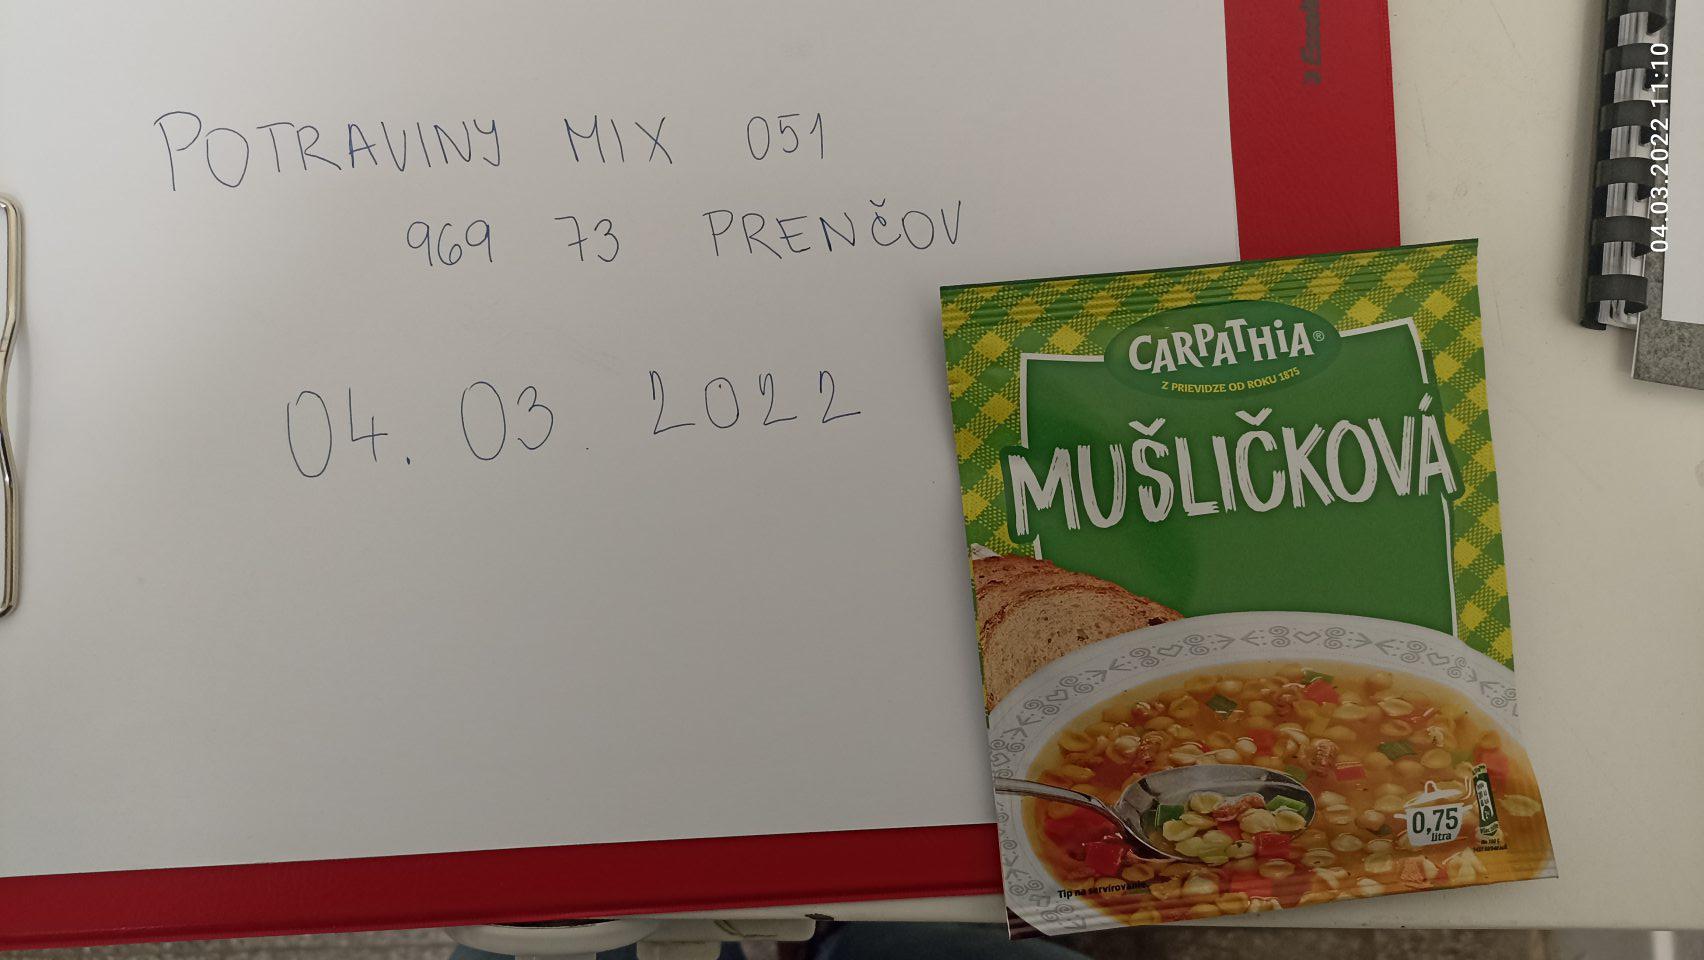 POTRAVINY MIX 051
969 73 PRENČOV
04. 03. 2022
CARPATHIA®
Z PRIEVIDZE OD ROKU 1875
MUŠLIČKOVÁ
0,75
litra
Tip na servírovanie
04.03.2022 11:10